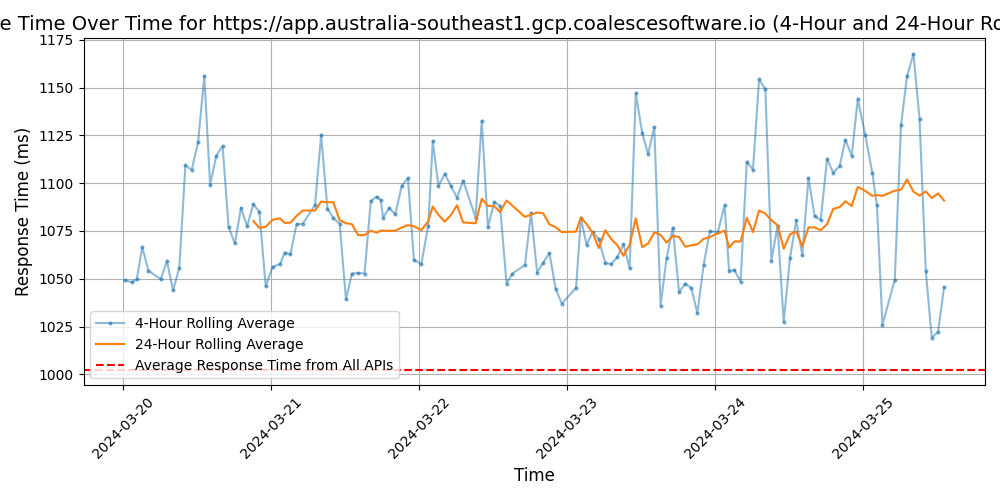 e Time Over Time for https://app.australia-southeast1.gcp.coalescesoftware.io (4-Hour and 24-Hour Ro
Response Time (ms)
1175
1150
1125
1100
1075
1050
1025
1000
4-Hour Rolling Average
24-Hour Rolling Average
Average Response Time from All APIs
2024-03-20
2024-03-21
2024-03-22
2024-03-23
2024-03-24
2024-03-25
Time